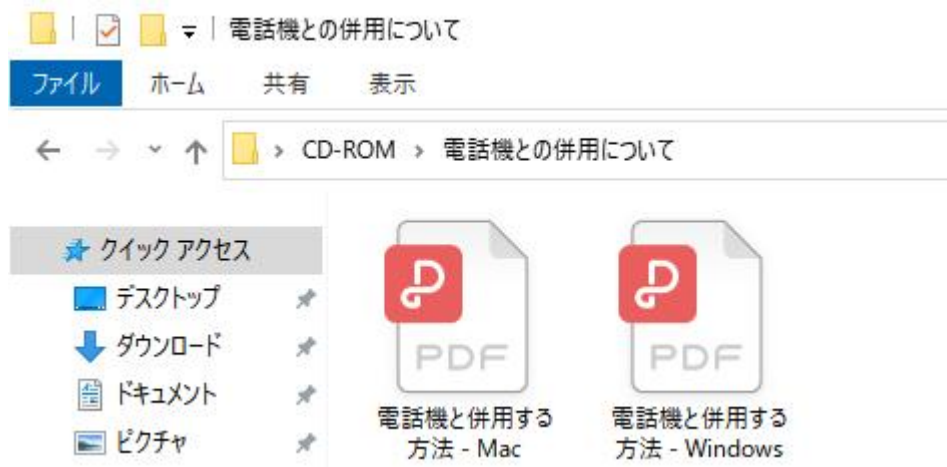 電話機との併用について
ファイル ホーム 共有 表示
CD-ROM 電話機との併用について
クイック アクセス
デスクトップ
ダウンロード
ドキュメント
ピクチャ
PDF
電話機と併用する
方法 - Mac
PDF
電話機と併用する
方法 - Windows